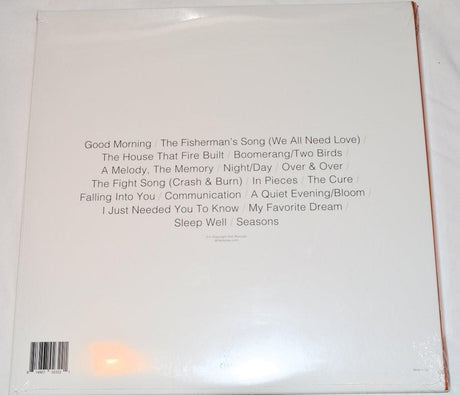 Good Morning / The Fisherman's Song (We All Need Love) /
The House That Fire Built / Boomerang/Two Birds /
A Melody, The Memory / Night/Day / Over & Over /
The Fight Song (Crash & Burn) / In Pieces / The Cure /
Falling Into You / Communication / A Quiet Evening/Bloom /
I Just Needed You To Know / My Favorite Dream /
Sleep Well / Seasons